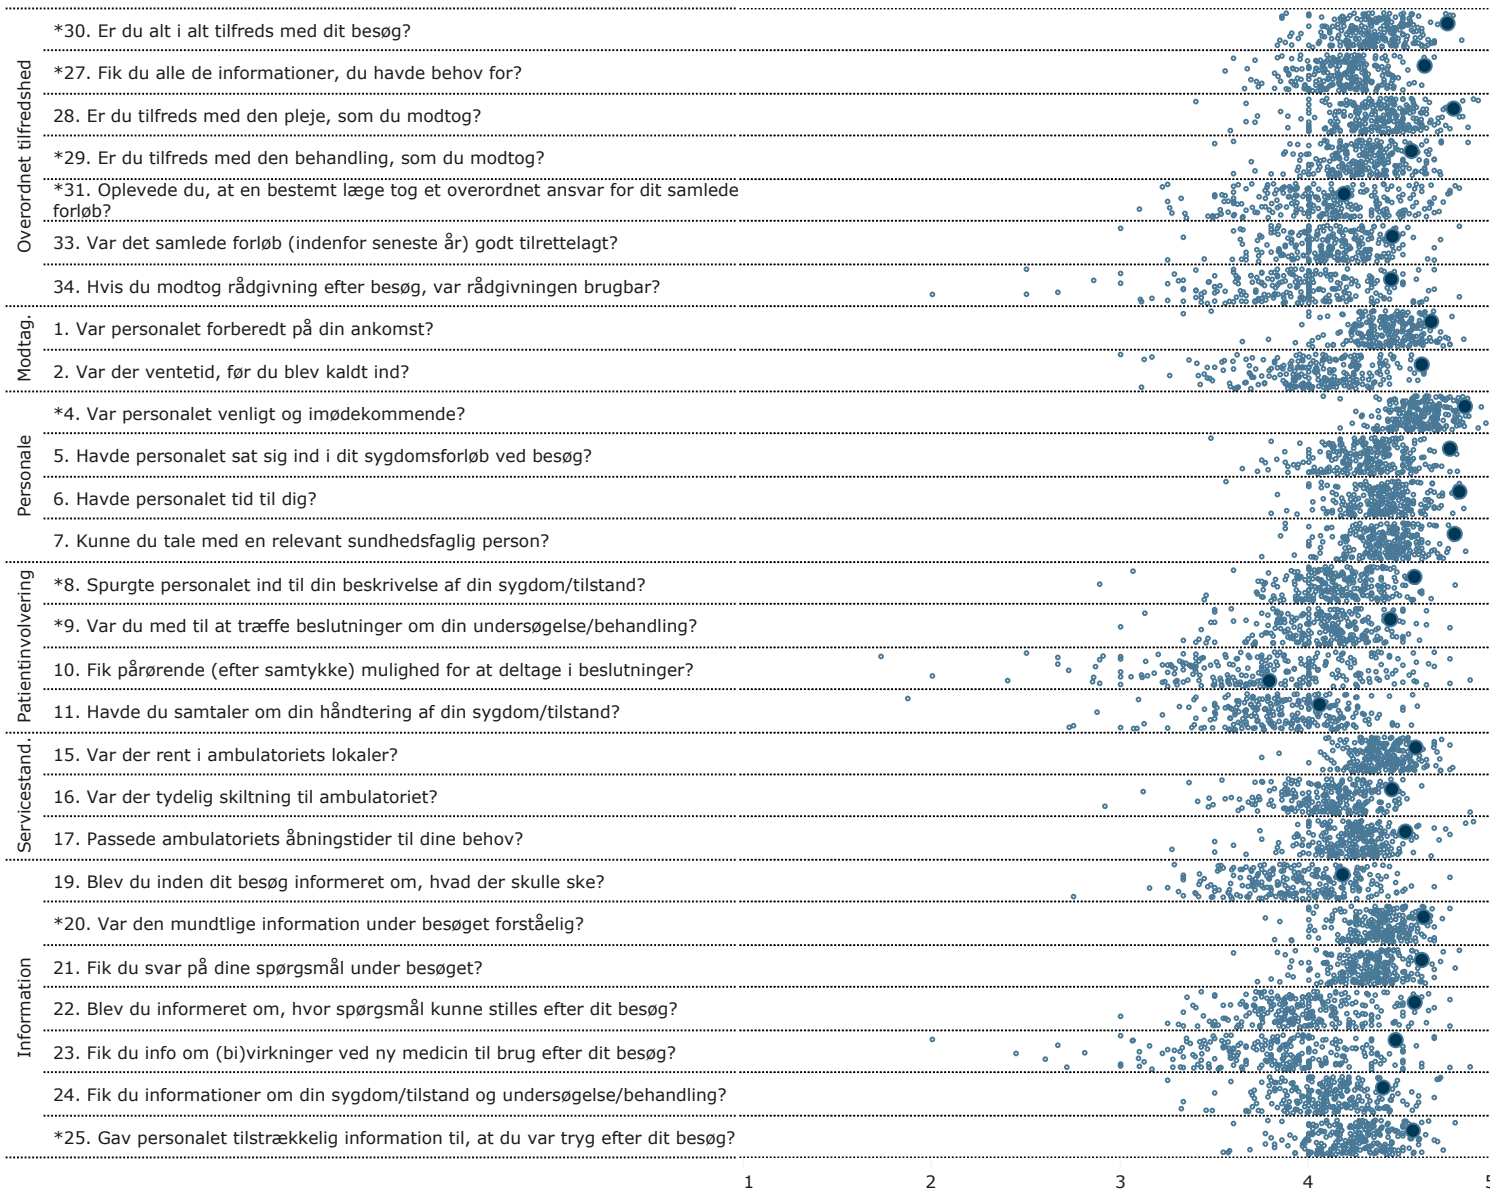 Overordnet tilfredshed
*30. Er du alt i alt tilfreds med dit besøg?
*27. Fik du alle de informationer, du havde behov for?
28. Er du tilfreds med den pleje, som du modtog?
*29. Er du tilfreds med den behandling, som du modtog?
*31. Oplevede du, at en bestemt læge tog et overordnet ansvar for dit samlede
forløb?
33. Var det samlede forløb (indenfor seneste år) godt tilrettelagt?
34. Hvis du modtog rådgivning efter besøg, var rådgivningen brugbar?
Modtag.
1. Var personalet forberedt på din ankomst?
2. Var der ventetid, før du blev kaldt ind?
Personale
*4. Var personalet venligt og imødekommende?
5. Havde personalet sat sig ind i dit sygdomsforløb ved besøg?
6. Havde personalet tid til dig?
7. Kunne du tale med en relevant sundhedsfaglig person?
Patientinvolvering
*8. Spurgte personalet ind til din beskrivelse af din sygdom/tilstand?
*9. Var du med til at træffe beslutninger om din undersøgelse/behandling?
10. Fik pårørende (efter samtykke) mulighed for at deltage i beslutninger?
11. Havde du samtaler om din håndtering af din sygdom/tilstand?
Servicestand.
15. Var der rent i ambulatoriets lokaler?
16. Var der tydelig skiltning til ambulatoriet?
17. Passede ambulatoriets åbningstider til dine behov?
Information
19. Blev du inden dit besøg informeret om, hvad der skulle ske?
*20. Var den mundtlige information under besøget forståelig?
21. Fik du svar på dine spørgsmål under besøget?
22. Blev du informeret om, hvor spørgsmål kunne stilles efter dit besøg?
23. Fik du info om (bi)virkninger ved ny medicin til brug efter dit besøg?
24. Fik du informationer om din sygdom/tilstand og undersøgelse/behandling?
*25. Gav personalet tilstrækkelig information til, at du var tryg efter dit besøg?
1 2 3 4 5